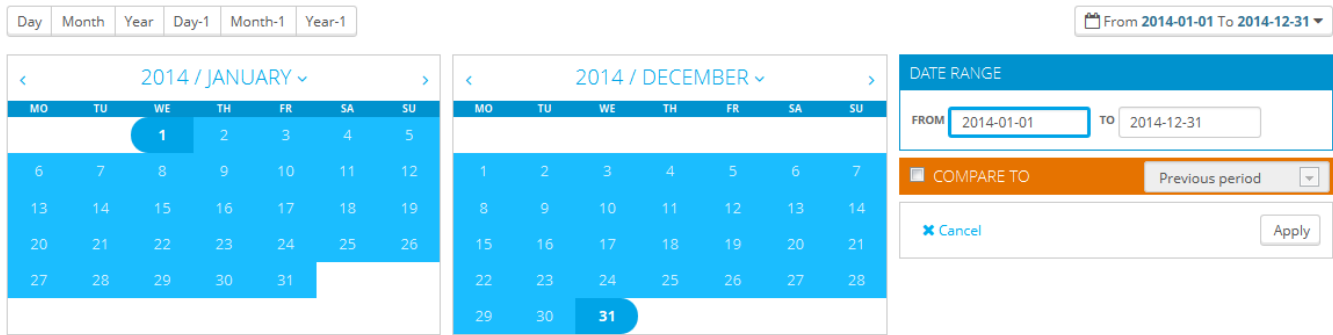 Day Month Year Day-1 Month-1 Year-1
From 2014-01-01 To 2014-12-31
2014 / JANUARY
MO TU WE TH FR SA SU
1 2 3 4 5
6 7 8 9 10 11 12
13 14 15 16 17 18 19
20 21 22 23 24 25 26
27 28 29 30 31
2014 / DECEMBER
MO TU WE TH FR SA SU
1 2 3 4 5 6 7
8 9 10 11 12 13 14
15 16 17 18 19 20 21
22 23 24 25 26 27 28
29 30 31
DATE RANGE
FROM 2014-01-01 TO 2014-12-31
COMPARE TO Previous period
Cancel Apply